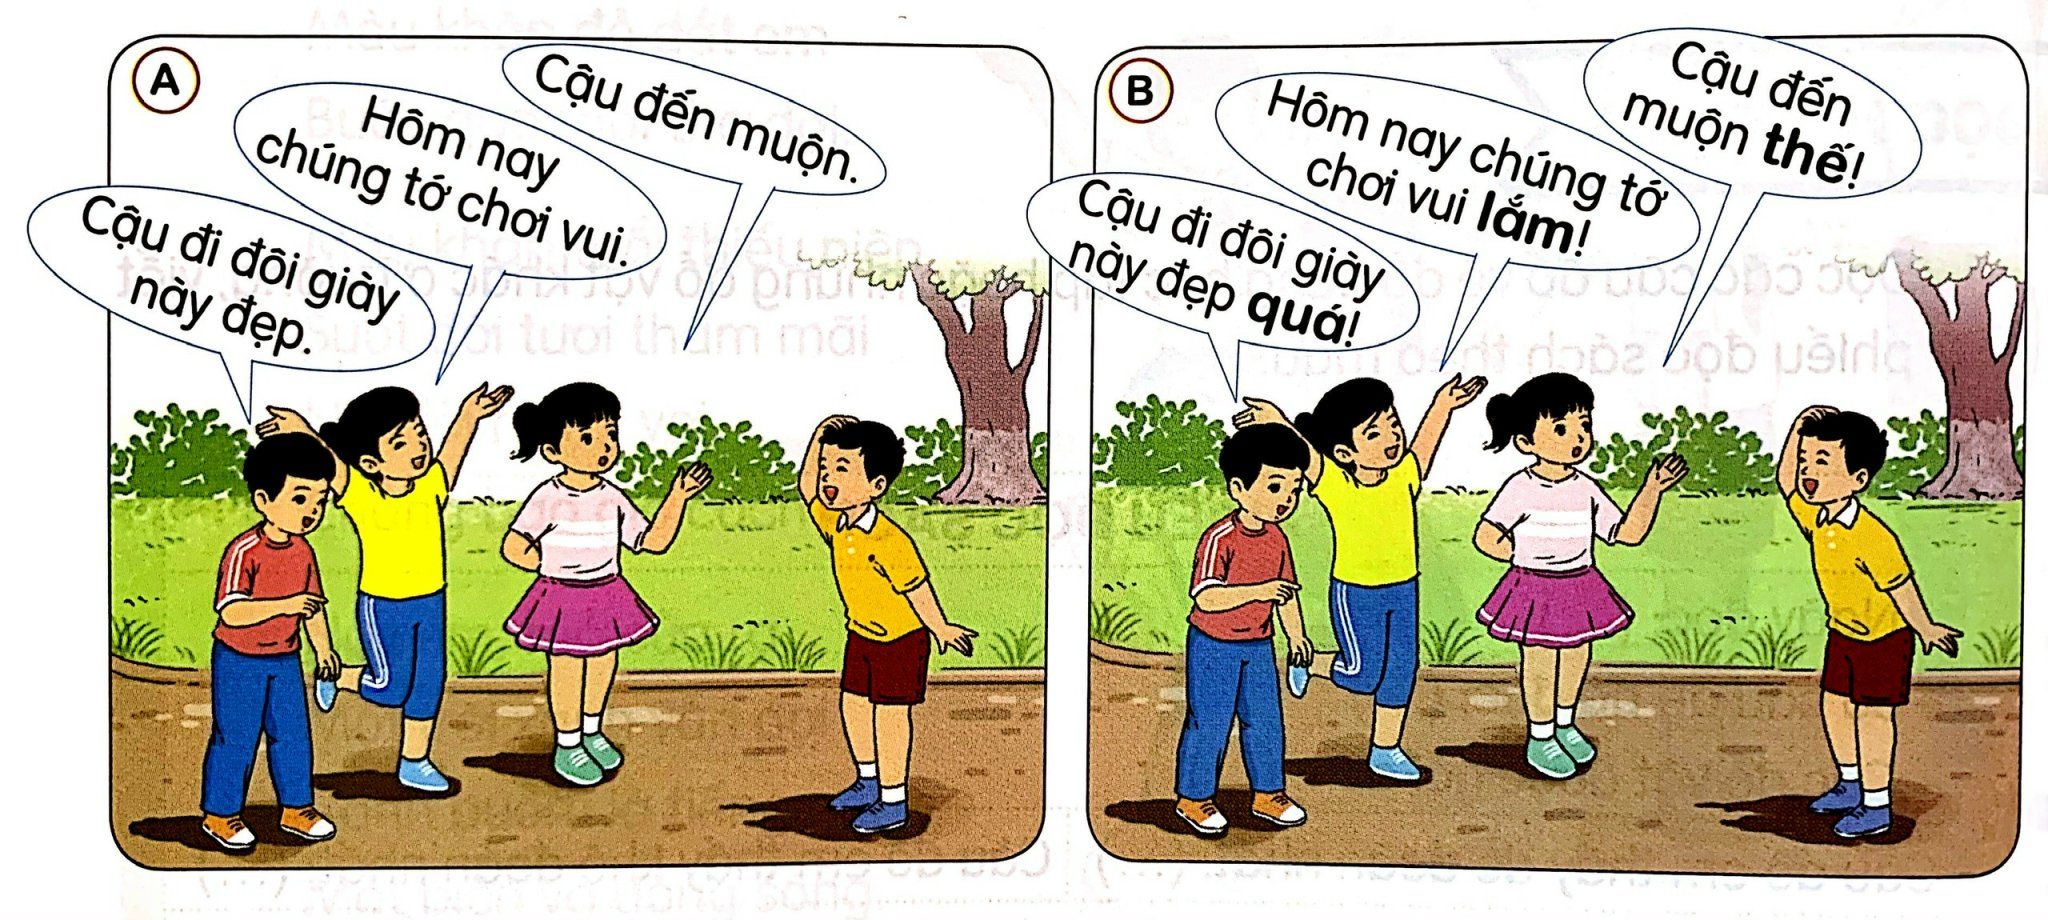 A
Cậu đi đôi giày
này đẹp.
Hôm nay
chúng tớ chơi vui.
Cậu đến muộn.
B
Cậu đi đôi giày
này đẹp quá!
Hôm nay chúng tớ
chơi vui lắm!
Cậu đến
muộn thế!